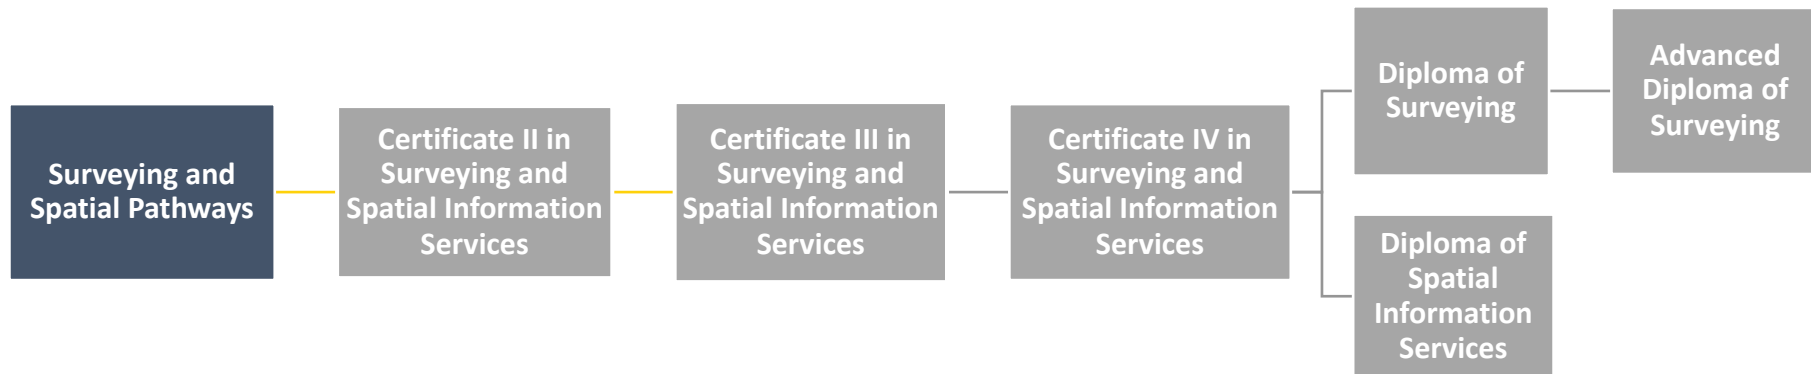 Surveying and
Spatial Pathways
Certificate II in
Surveying and
Spatial Information
Services
Certificate III in
Surveying and
Spatial Information
Services
Certificate IV in
Surveying and
Spatial Information
Services
Diploma of
Surveying
Advanced
Diploma of
Surveying
Diploma of
Spatial
Information
Services